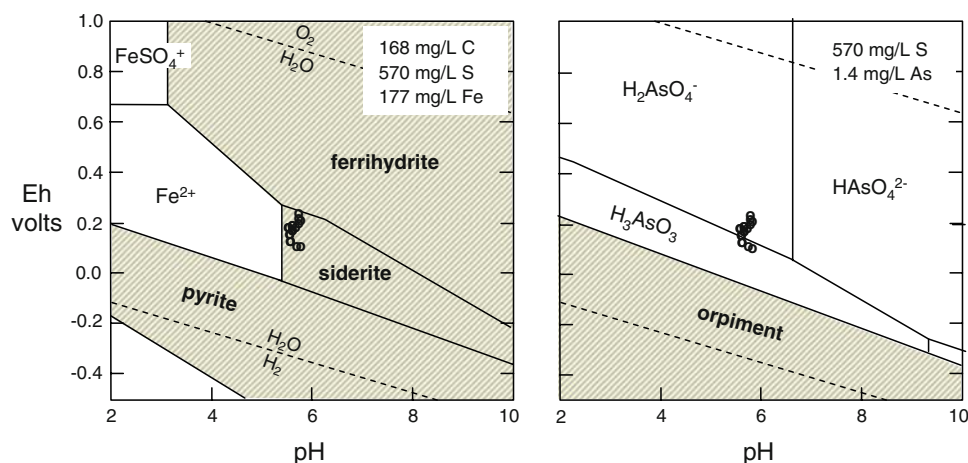 Eh
volts
1.0
0.8
0.6
0.4
0.2
0.0
-0.2
-0.4
FeSO₄⁺
O₂
H₂O
168 mg/L C
570 mg/L S
177 mg/L Fe
ferrihydrite
Fe²⁺
siderite
pyrite
H₂O
H₂
2 4 6 8 10
pH
570 mg/L S
1.4 mg/L As
H₂AsO₄⁻
HAsO₄²⁻
H₃AsO₃
orpiment
2 4 6 8 10
pH